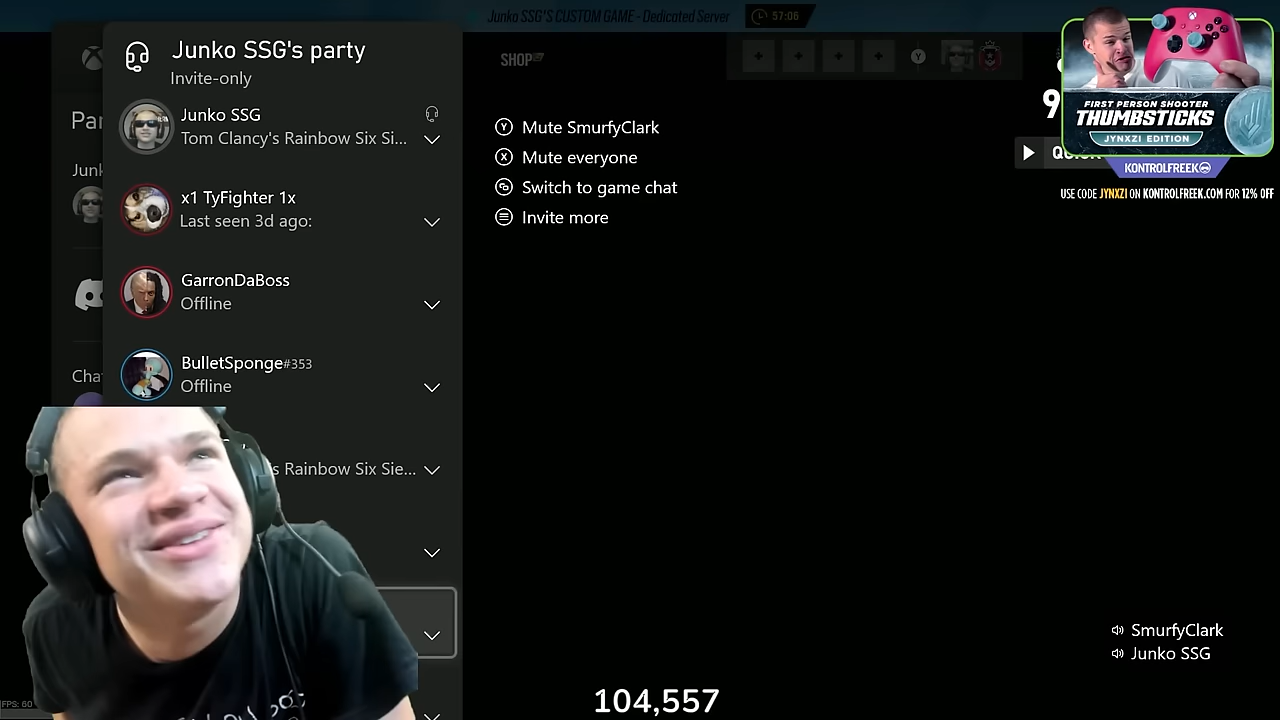 Junko SSG'S CUSTOM GAME - Dedicated Server
57:06
Junko SSG's party
Invite-only
Junko SSG
Tom Clancy's Rainbow Six Si...
x1 TyFighter 1x
Last seen 3d ago:
GarronDaBoss
Offline
BulletSponge#353
Offline
s Rainbow Six Sie...
SHOP
Y
Y Mute SmurfyClark
X Mute everyone
Switch to game chat
Invite more
9
FIRST PERSON SHOOTER
THUMBSTICKS
JYNXZI EDITION
KONTROLFREEK
USE CODE JYNXZI ON KONTROLFREEK.COM FOR 12% OFF
SmurfyClark
Junko SSG
104,557
FPS: 60